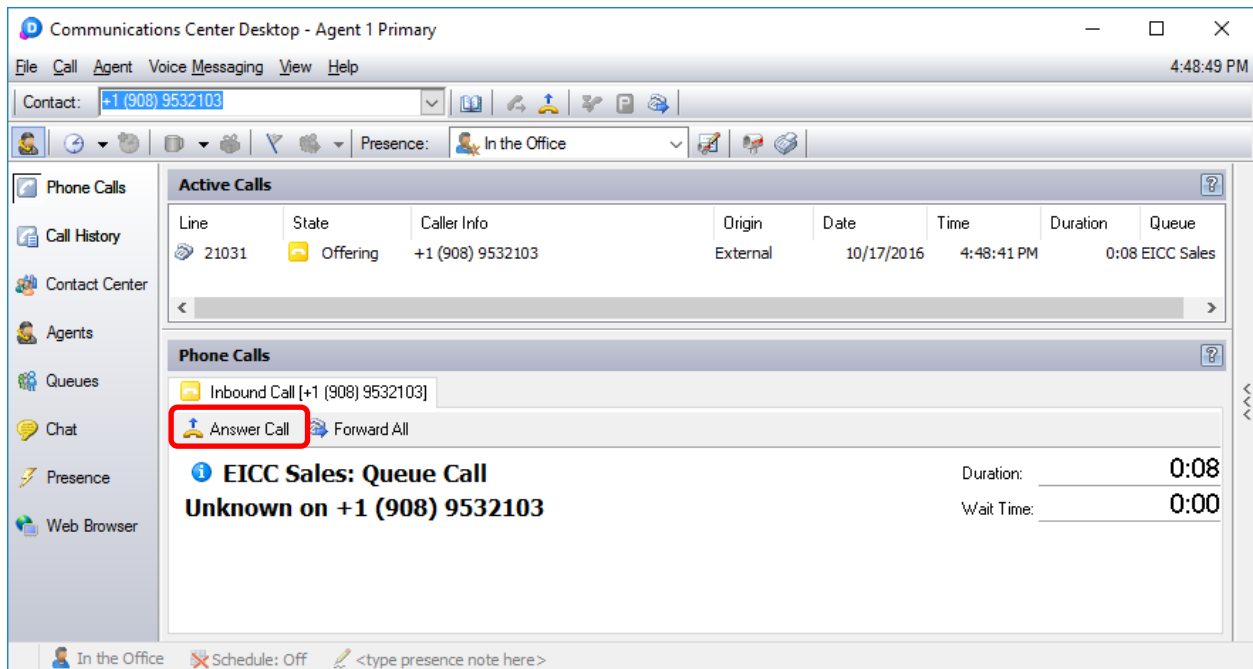 Communications Center Desktop - Agent 1 Primary
File Call Agent Voice Messaging View Help 4:48:49 PM
Contact: +1 (908) 9532103
Presence: In the Office
Phone Calls
Call History
Contact Center
Agents
Queues
Chat
Presence
Web Browser
Active Calls
Line State Caller Info Origin Date Time Duration Queue
21031 Offering +1 (908) 9532103 External 10/17/2016 4:48:41 PM 0:08 EICC Sales
Phone Calls
Inbound Call [+1 (908) 9532103]
Answer Call Forward All
EICC Sales: Queue Call
Unknown on +1 (908) 9532103
Duration: 0:08
Wait Time: 0:00
In the Office Schedule: Off <type presence note here>